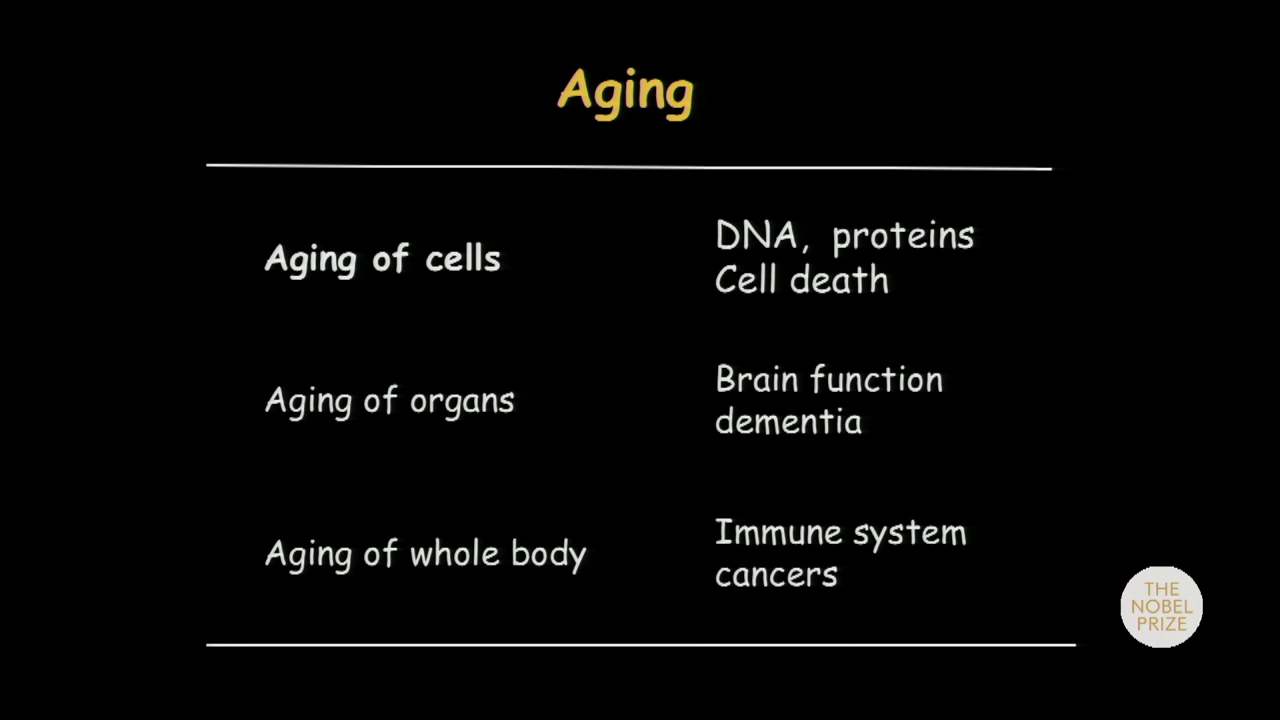 Aging
Aging of cells
DNA, proteins
Cell death
Aging of organs
Brain function
dementia
Aging of whole body
Immune system
cancers
THE
NOBEL
PRIZE